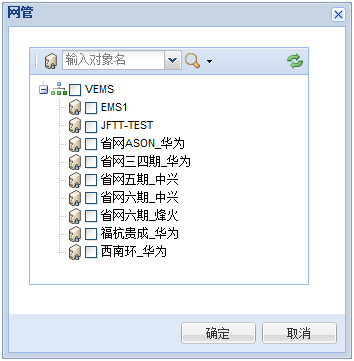 网管
输入对象名
VEMS
EMS1
JFTT-TEST
省网ASON_华为
省网三四期_华为
省网五期_中兴
省网六期_中兴
省网六期_烽火
福杭贵成_华为
西南环_华为
确定 取消